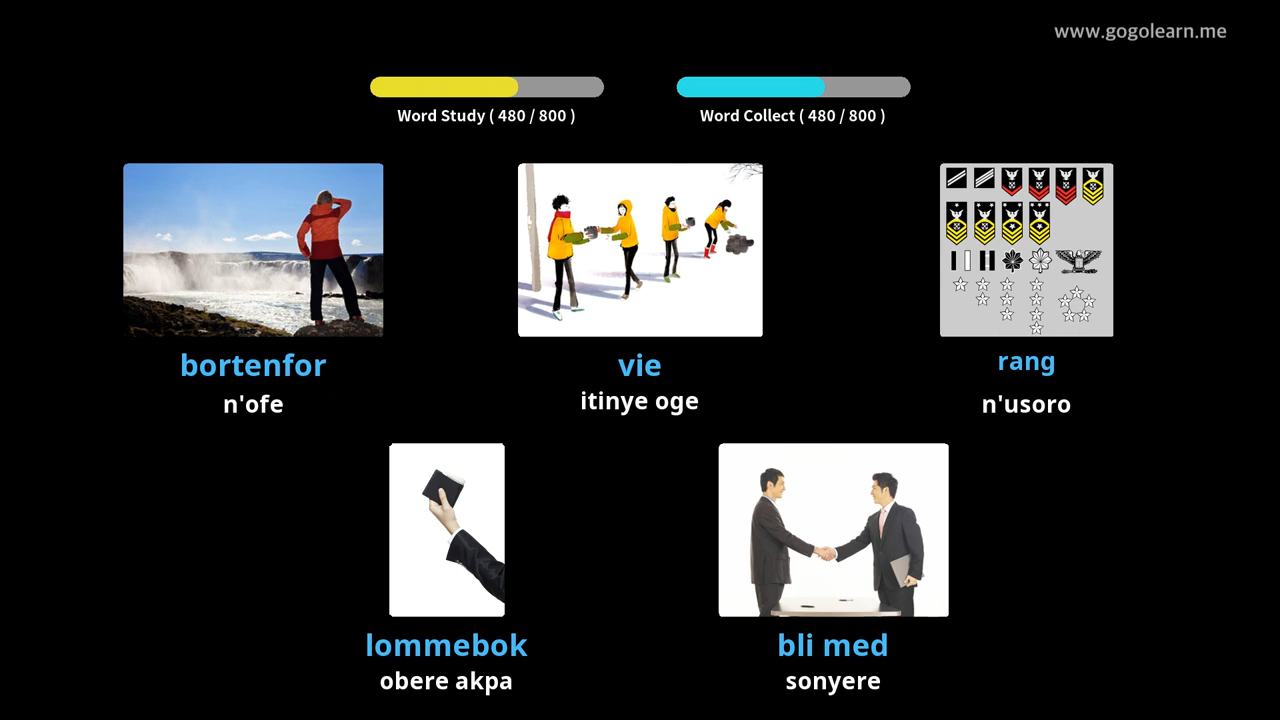 www.gogolearn.me
Word Study ( 480 / 800 )
Word Collect ( 480 / 800 )
bortenfor
n'ofe
vie
itinye oge
rang
n'usoro
lommebok
obere akpa
bli med
sonyere